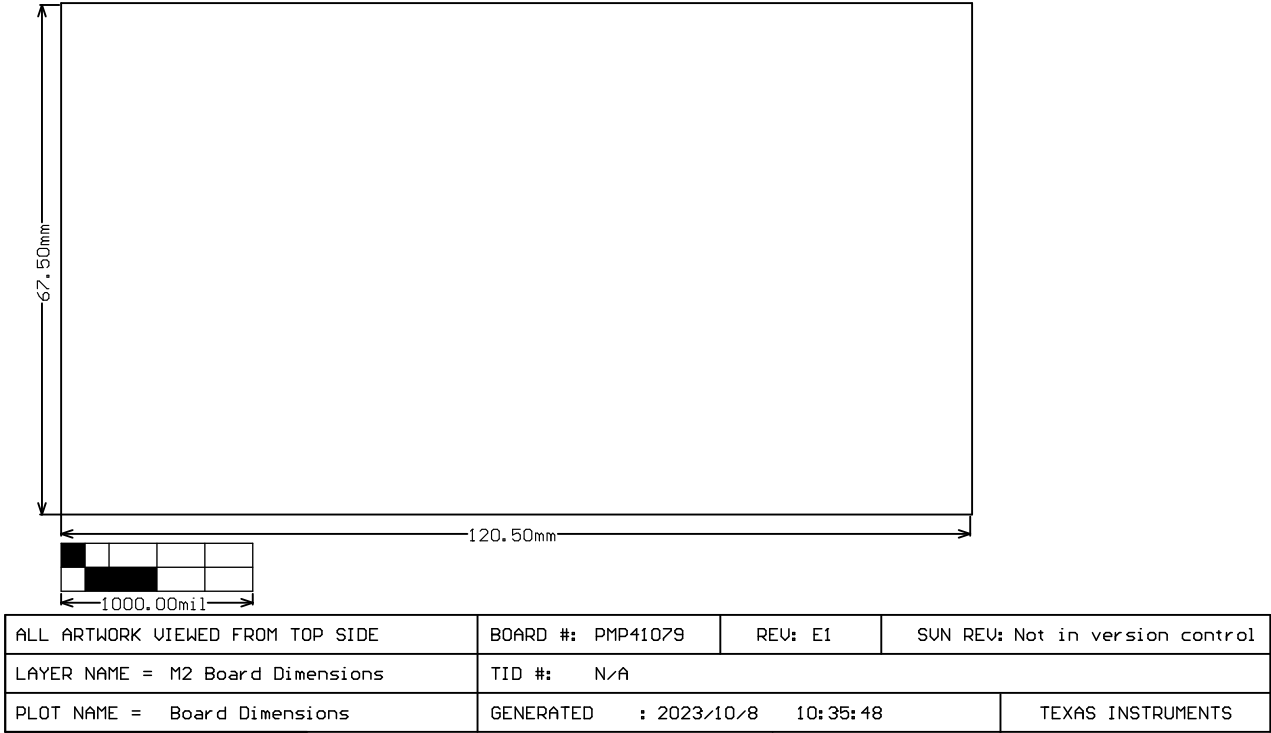 67.50mm
120.50mm
1000.00mil
ALL ARTWORK VIEWED FROM TOP SIDE
BOARD #: PMP41079
REV: E1
SVN REV: Not in version control
LAYER NAME = M2 Board Dimensions
TID #: N/A
PLOT NAME = Board Dimensions
GENERATED : 2023/10/8 10:35:48
TEXAS INSTRUMENTS